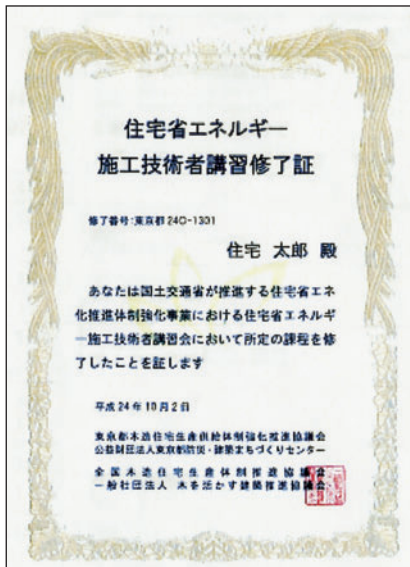 住宅省エネルギー
施工技術者講習修了証
修了番号:東京都240-1301
住宅 太郎 殿
あなたは国土交通省が推進する住宅省エネ
化推進体制強化事業における住宅省エネルギ
ー施工技術者講習会において所定の課程を修
了したことを証します
平成24年10月2日
東京都木造住宅生産供給体制強化推進協議会
公益財団法人東京都防災・建築まちづくりセンター
全国木造住宅生産体制推進協議会
一般社団法人 木を活かす建築推進協議会